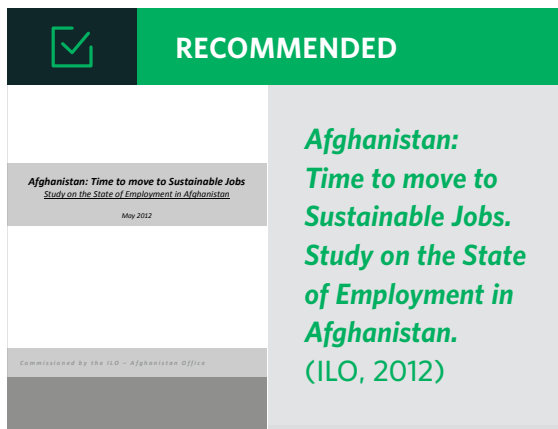 RECOMMENDED
Afghanistan: Time to move to Sustainable Jobs
Study on the State of Employment in Afghanistan
May 2012
Commissioned by the ILO – Afghanistan Office
Afghanistan:
Time to move to
Sustainable Jobs.
Study on the State
of Employment in
Afghanistan.
(ILO, 2012)